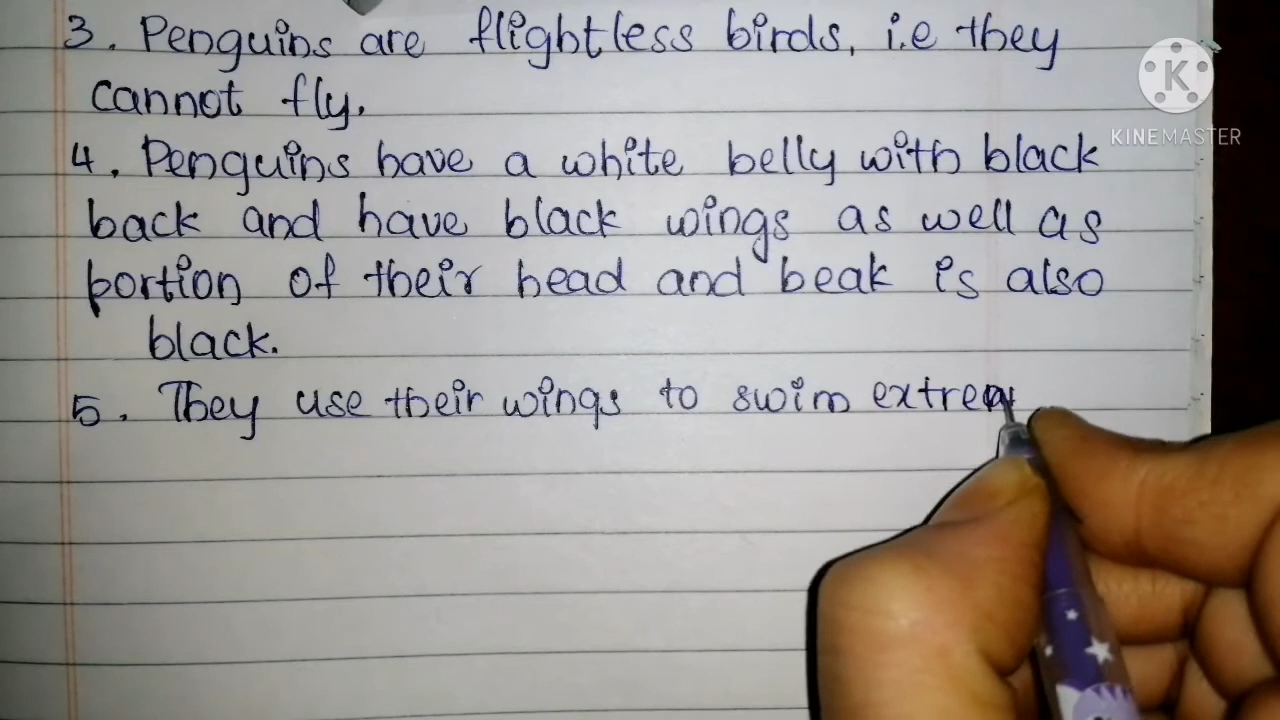 3. Penguins are flightless birds, i.e they
cannot fly.
4. Penguins have a white belly with black
back and have black wings as well as
portion of their head and beak is also
black.
5. They use their wings to swim
K
KINEMASTER